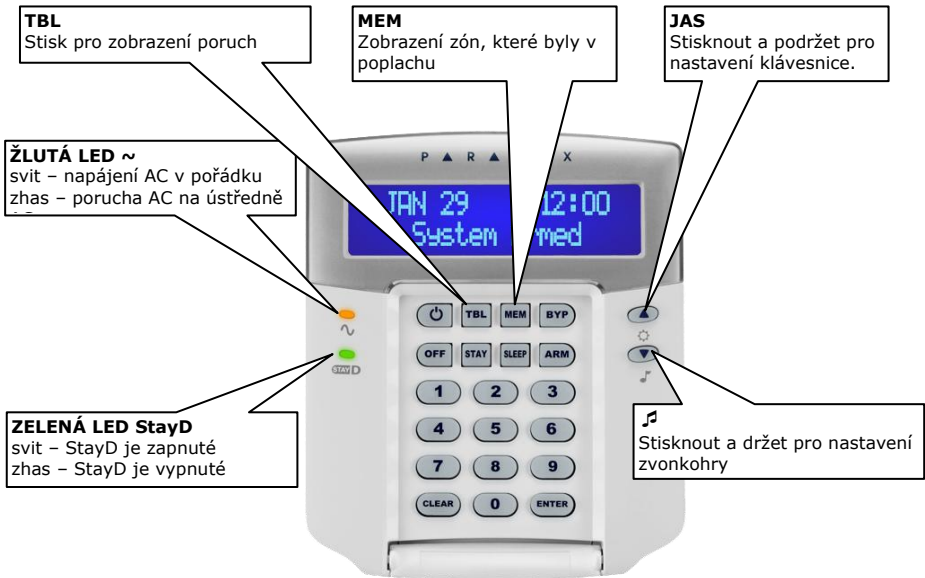 TBL
Stisk pro zobrazení poruch
MEM
Zobrazení zón, které byly v
poplachu
JAS
Stisknout a podržet pro
nastavení klávesnice.
ŽLUTÁ LED ~
svit – napájení AC v pořádku
zhas – porucha AC na ústředně
P A R A X
JAN 29 12:00
System med
TBL MEM BYP
OFF STAY SLEEP ARM
STAY D
1 2 3
4 5 6
7 8 9
CLEAR 0 ENTER
ZELENÁ LED StayD
svit – StayD je zapnuté
zhas – StayD je vypnuté
♫
Stisknout a držet pro nastavení
zvonkohry